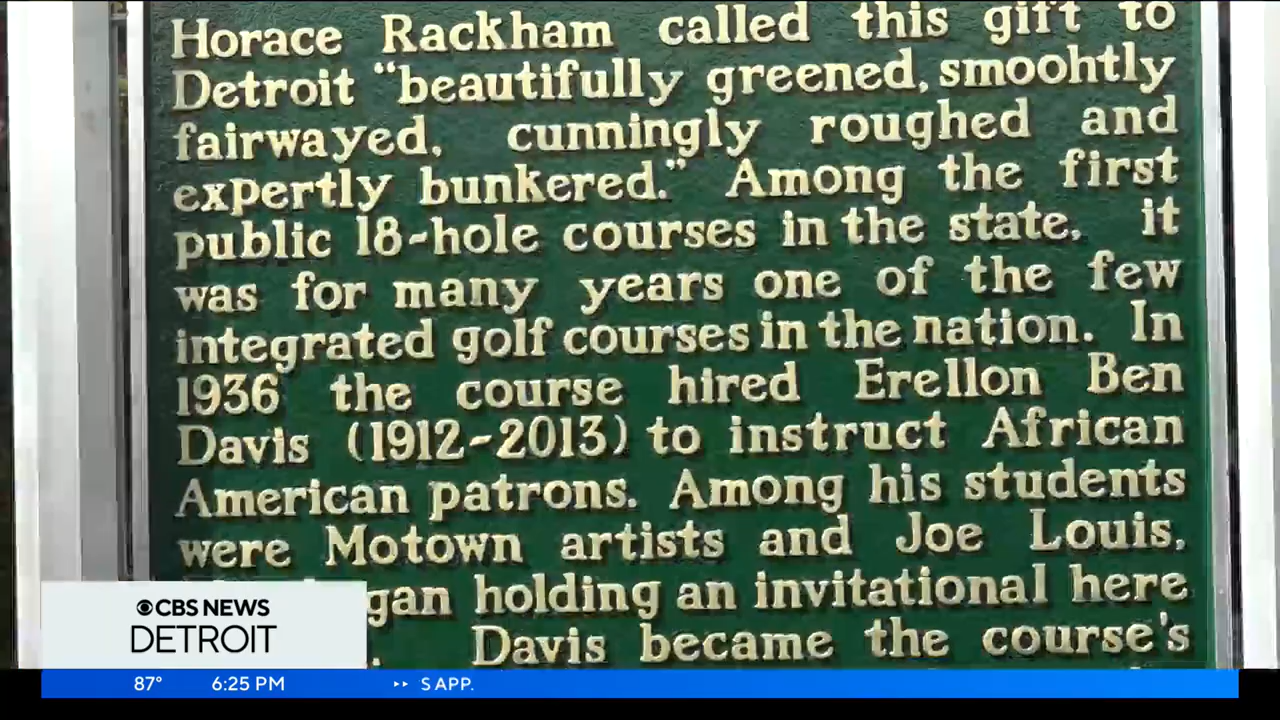 Horace Rackham called this gift to
Detroit “beautifully greened, smoohtly
fairwayed, cunningly roughed and
expertly bunkered.” Among the first
public 18-hole courses in the state, it
was for many years one of the few
integrated golf courses in the nation. In
1936 the course hired Erellon Ben
Davis (1912-2013) to instruct African
American patrons. Among his students
were Motown artists and Joe Louis,
gan holding an invitational here
Davis became the course's
CBS NEWS
DETROIT
87° 6:25 PM S APP.